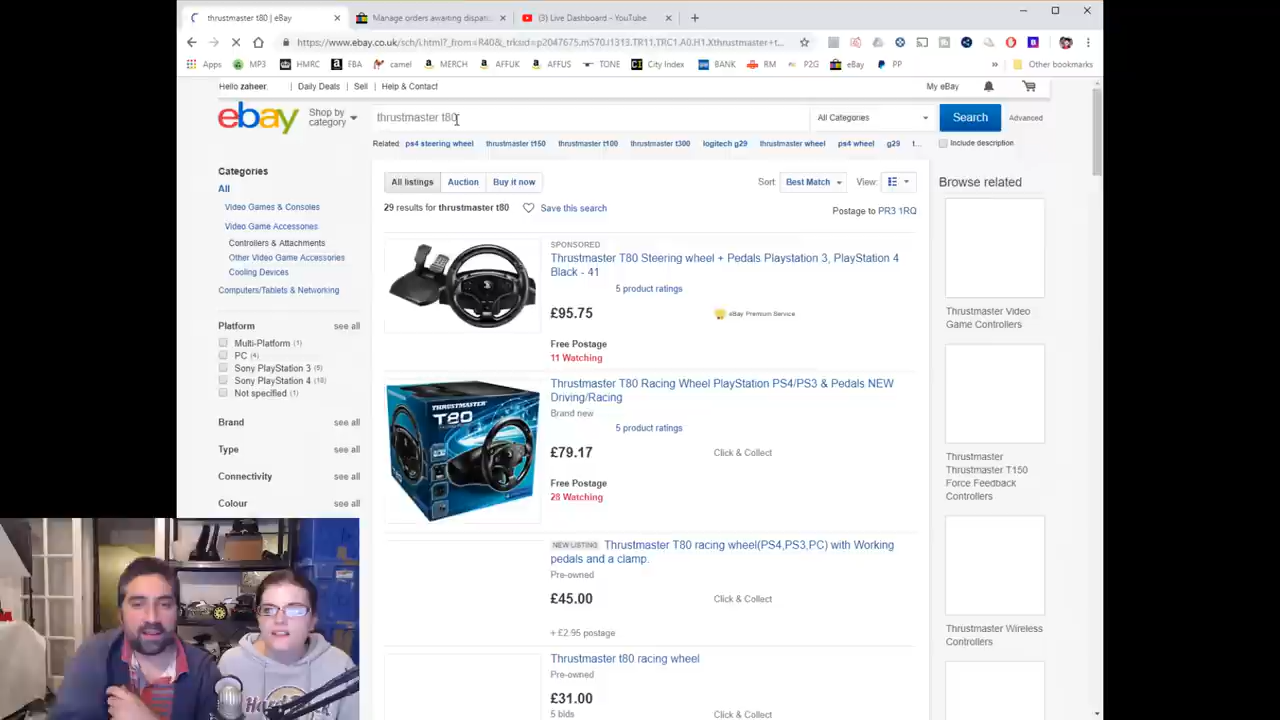 thrustmaster t80 | eBay
Manage orders awaiting dispatc
(3) Live Dashboard - YouTube
https://www.ebay.co.uk/sch/i.html?_from=R40&_trksid=p2047675.m570.l1313.TR11.TRC1.A0.H1.Xthrustmaster+t...
Apps MP3 HMRC FBA camel MERCH AFFUK AFFUS TONE City Index BANK RM P2G eBay PP » Other bookmarks
Hello zaheer. Daily Deals Sell Help & Contact My eBay
ebay Shop by category thrustmaster t80 All Categories Search Advanced
Related: ps4 steering wheel thrustmaster t150 thrustmaster t100 thrustmaster t300 logitech g29 thrustmaster wheel ps4 wheel g29 t... Include description
Categories
All
Video Games & Consoles
Video Game Accessories
Controllers & Attachments
Other Video Game Accessories
Cooling Devices
Computers/Tablets & Networking
Platform see all
Multi-Platform (1)
PC (4)
Sony PlayStation 3 (5)
Sony PlayStation 4 (18)
Not specified (1)
Brand see all
Type see all
Connectivity see all
Colour see all
All listings Auction Buy it now Sort: Best Match View:
29 results for thrustmaster t80 Save this search Postage to PR3 1RQ
SPONSORED
Thrustmaster T80 Steering wheel + Pedals Playstation 3, PlayStation 4
Black - 41
5 product ratings
£95.75 eBay Premium Service
Free Postage
11 Watching
THRUSTMASTER
T80
Thrustmaster T80 Racing Wheel PlayStation PS4/PS3 & Pedals NEW
Driving/Racing
Brand new
5 product ratings
£79.17 Click & Collect
Free Postage
28 Watching
NEW LISTING Thrustmaster T80 racing wheel(PS4,PS3,PC) with Working
pedals and a clamp.
Pre-owned
£45.00 Click & Collect
+ £2.95 postage
Thrustmaster t80 racing wheel
Pre-owned
£31.00
5 bids Click & Collect
Browse related
Thrustmaster Video
Game Controllers
Thrustmaster
Thrustmaster T150
Force Feedback
Controllers
Thrustmaster Wireless
Controllers